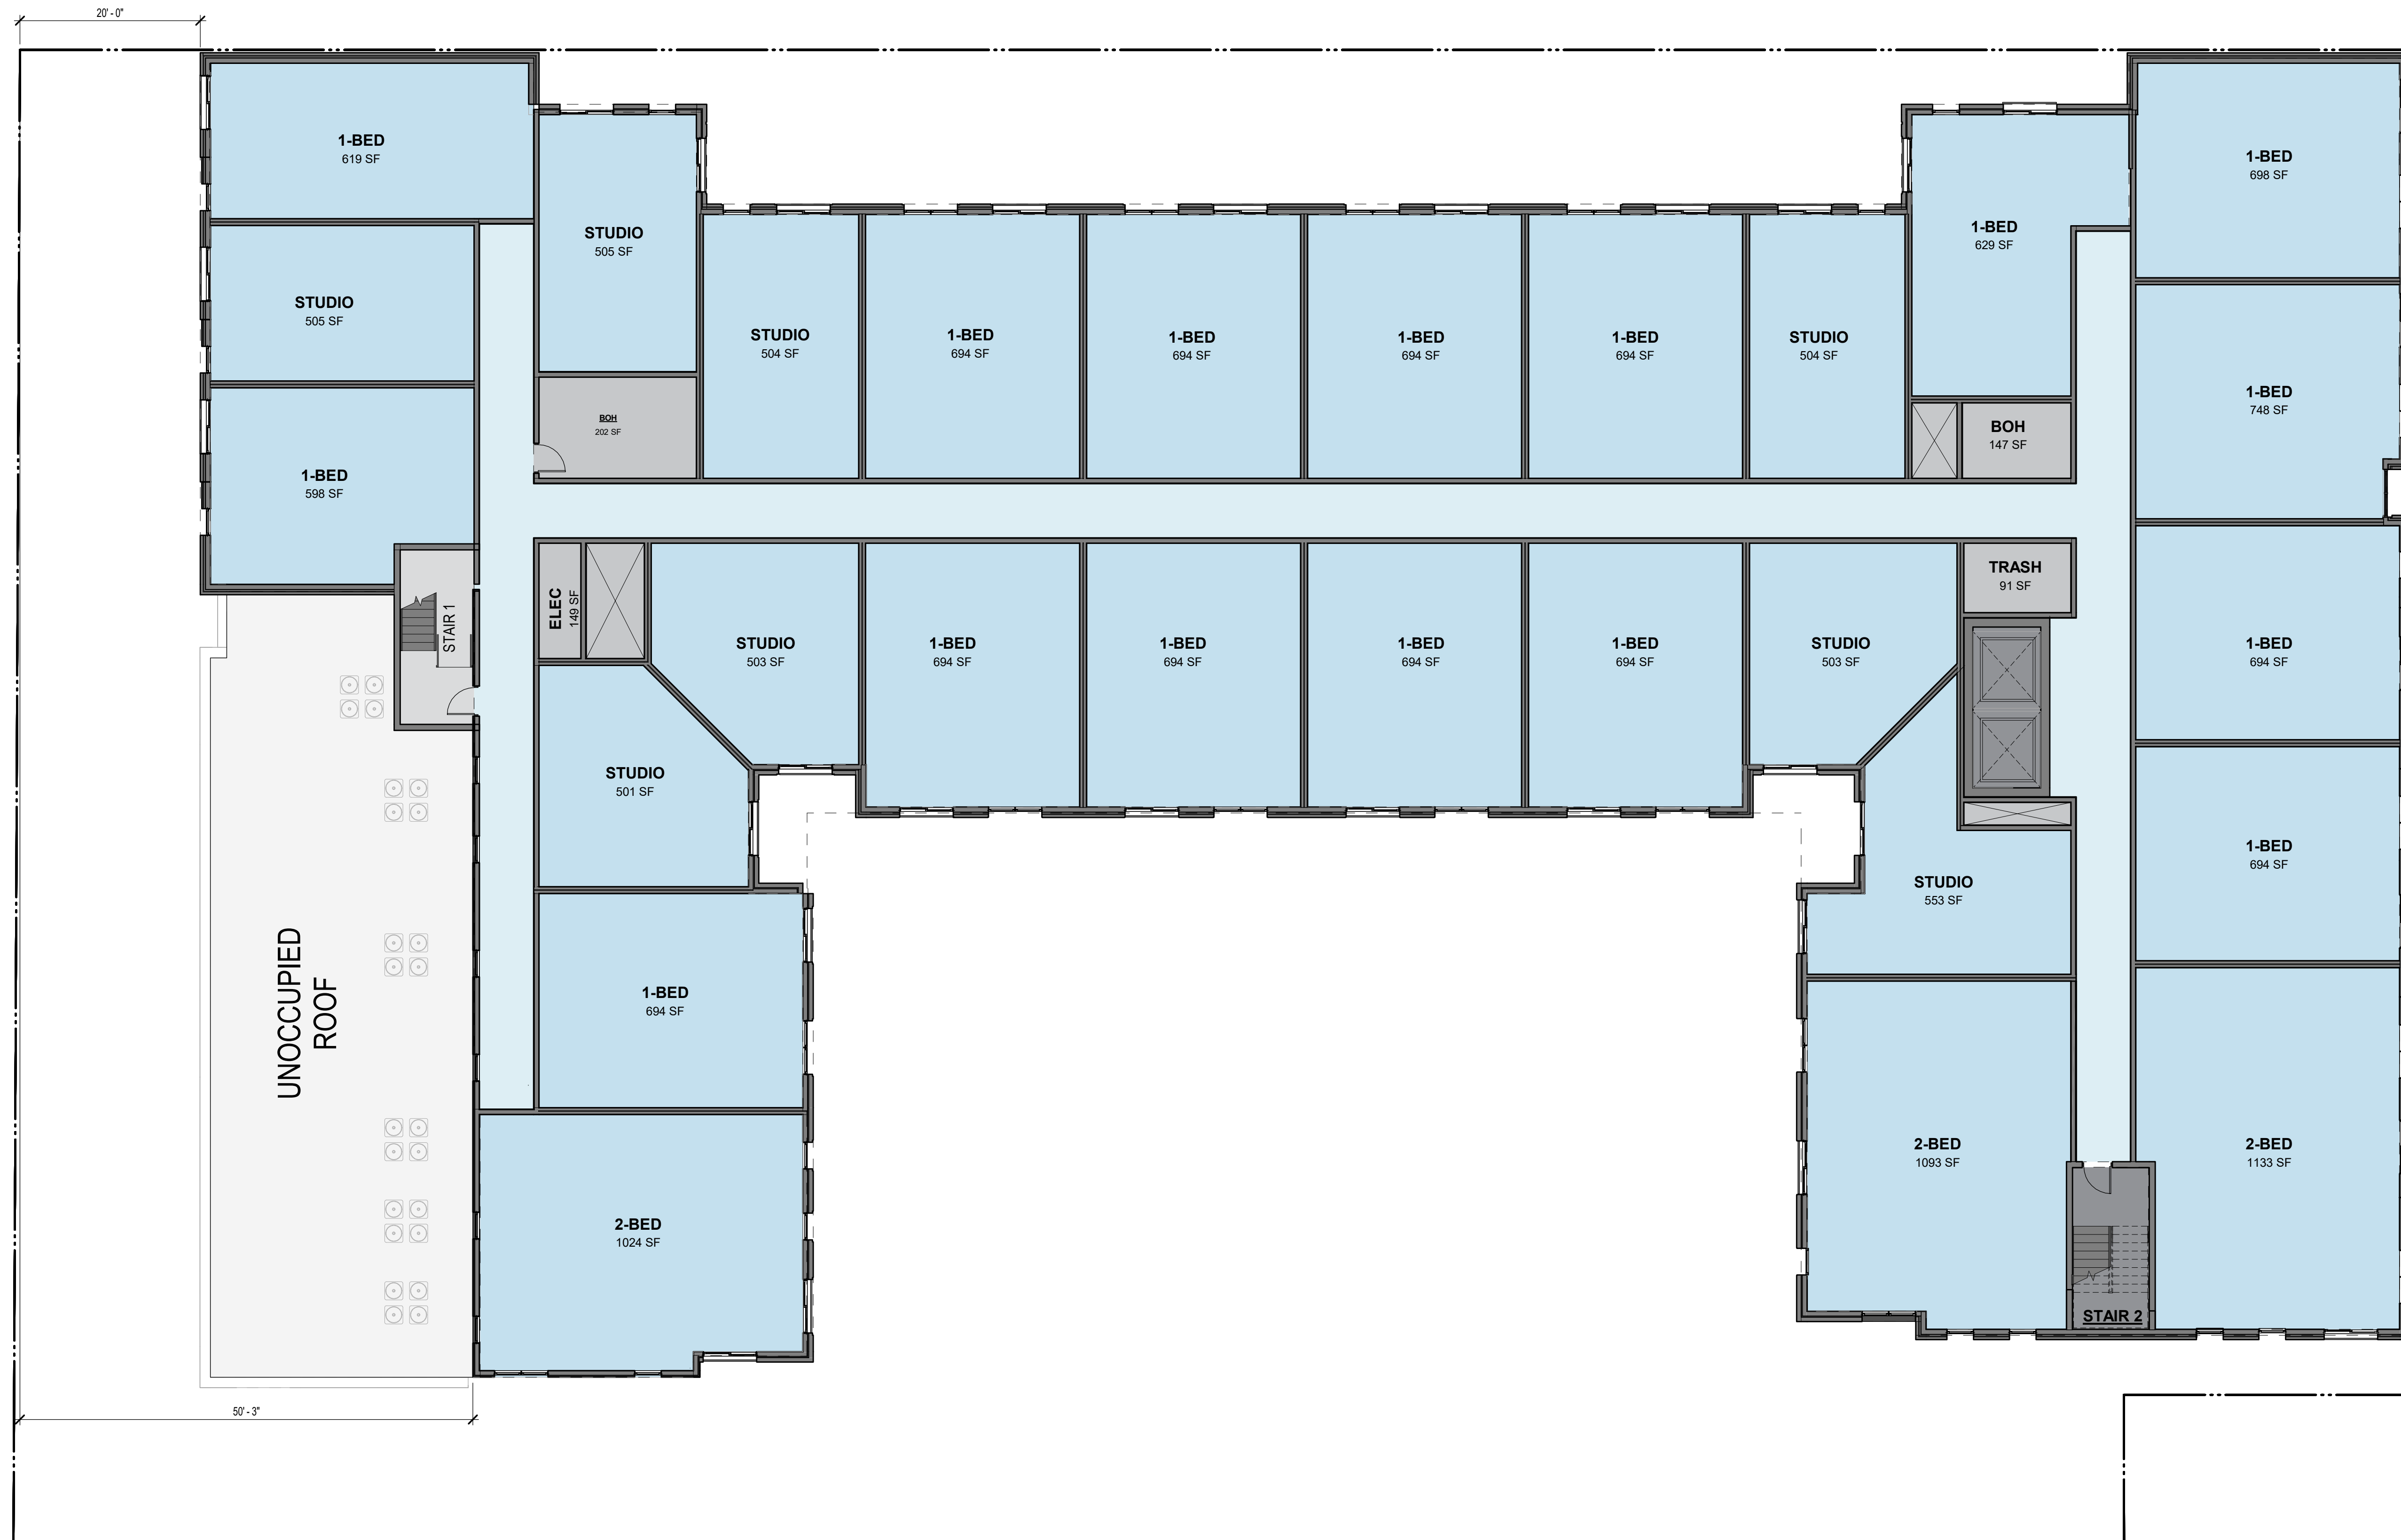 20' - 0"
1-BED
619 SF
STUDIO
505 SF
1-BED
598 SF
STUDIO
505 SF
BOH
202 SF
STUDIO
504 SF
1-BED
694 SF
1-BED
694 SF
1-BED
694 SF
1-BED
694 SF
STUDIO
504 SF
1-BED
629 SF
BOH
147 SF
1-BED
698 SF
1-BED
748 SF
STAIR 1
ELEC
149 SF
STUDIO
503 SF
1-BED
694 SF
1-BED
694 SF
1-BED
694 SF
1-BED
694 SF
STUDIO
503 SF
TRASH
91 SF
1-BED
694 SF
STUDIO
501 SF
STUDIO
553 SF
1-BED
694 SF
UNOCCUPIED
ROOF
1-BED
694 SF
2-BED
1024 SF
2-BED
1093 SF
2-BED
1133 SF
STAIR 2
50' - 3"